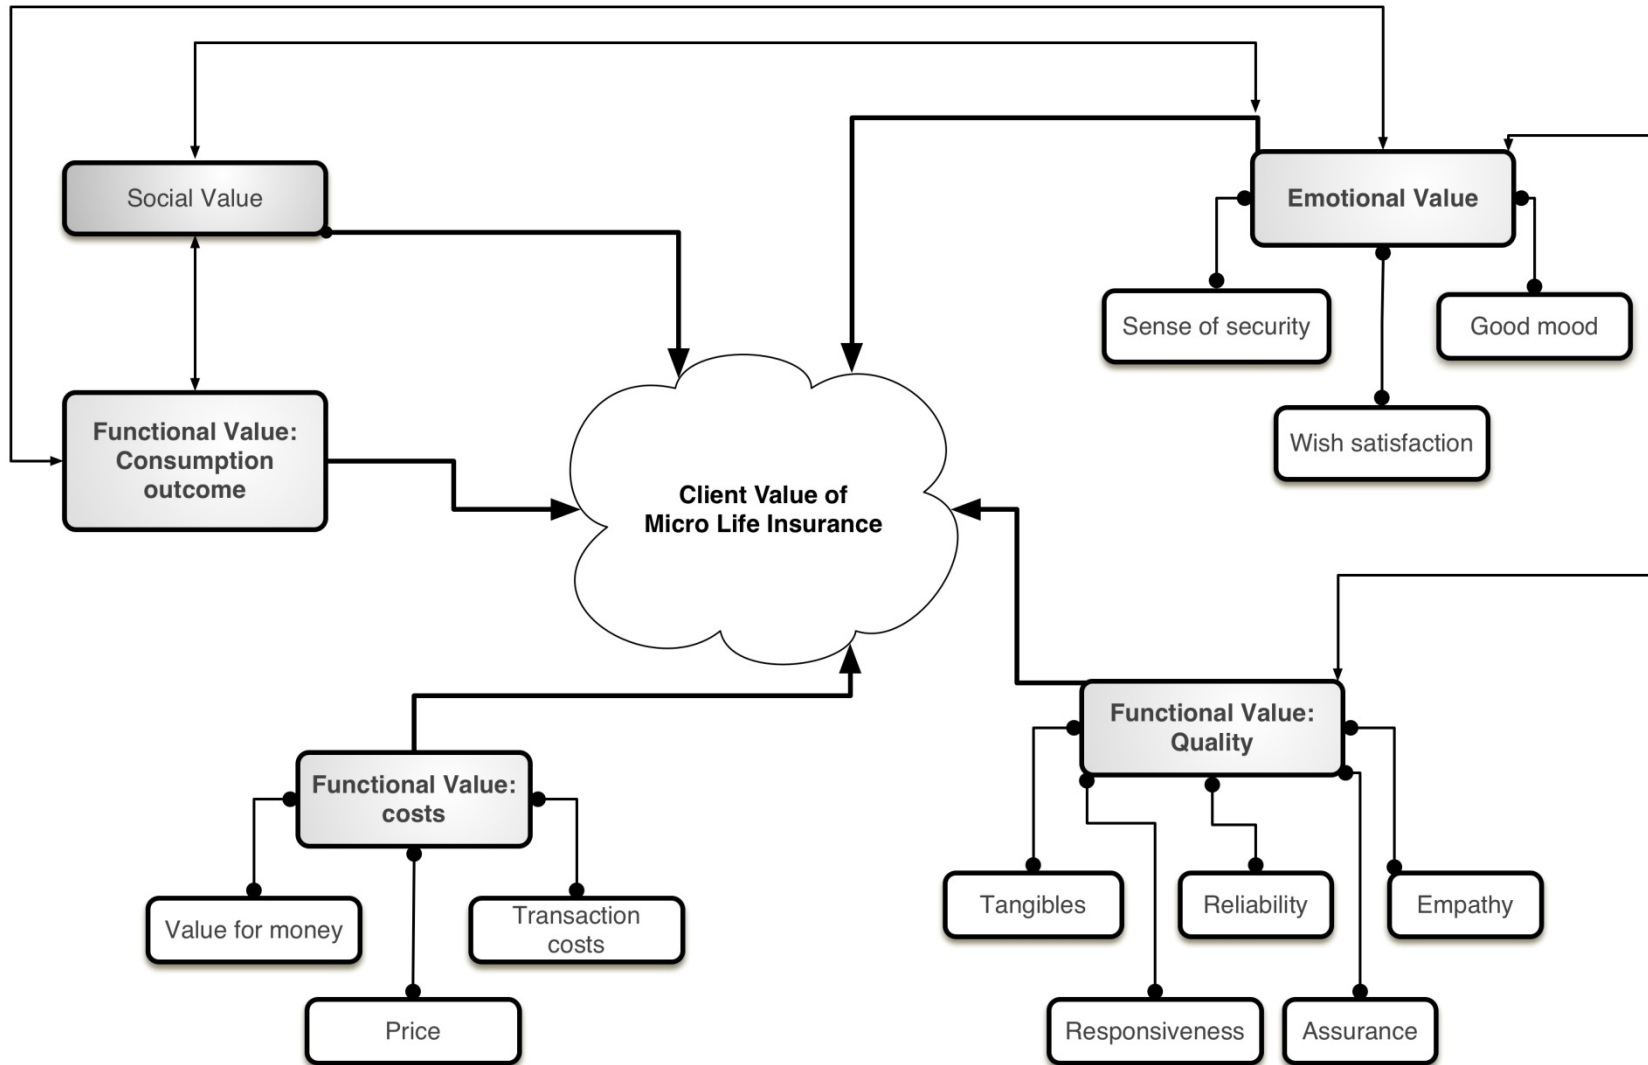 Social Value
Emotional Value
Sense of security
Good mood
Wish satisfaction
Functional Value:
Consumption
outcome
Client Value of
Micro Life Insurance
Functional Value:
Quality
Tangibles
Reliability
Empathy
Responsiveness
Assurance
Functional Value:
costs
Value for money
Transaction
costs
Price